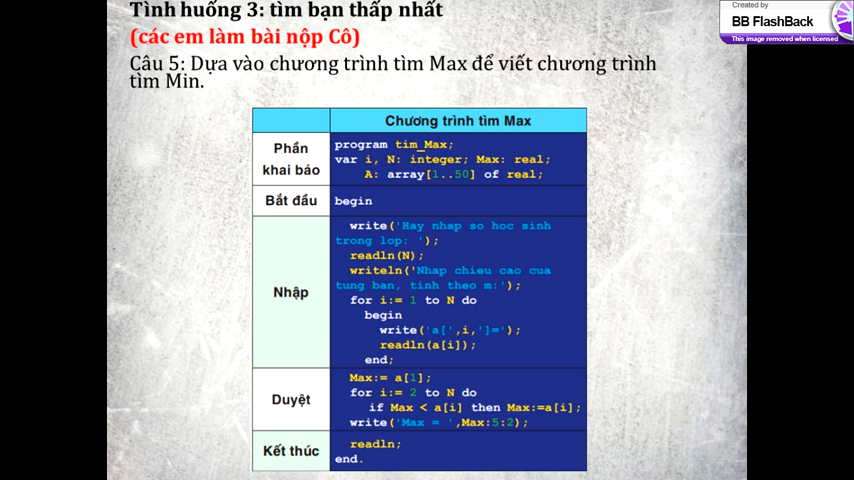 Tình huống 3: tìm bạn thấp nhất
(các em làm bài nộp Cô)
Câu 5: Dựa vào chương trình tìm Max để viết chương trình
tìm Min.
Created by
BB FlashBack
This image removed when licensed
Chương trình tìm Max
Phần
khai báo
program tim_Max;
var i, N: integer; Max: real;
A: array[1..50] of real;
Bắt đầu
begin
Nhập
write('Hay nhap so hoc sinh
trong lop: ');
readln(N);
writeln('Nhap chieu cao cua
tung ban, tinh theo m:');
for i:= 1 to N do
begin
write('a[',i,']=');
readln(a[i]);
end;
Duyệt
Max:= a[1];
for i:= 2 to N do
if Max < a[i] then Max:=a[i];
write('Max = ',Max:5:2);
Kết thúc
readln;
end.